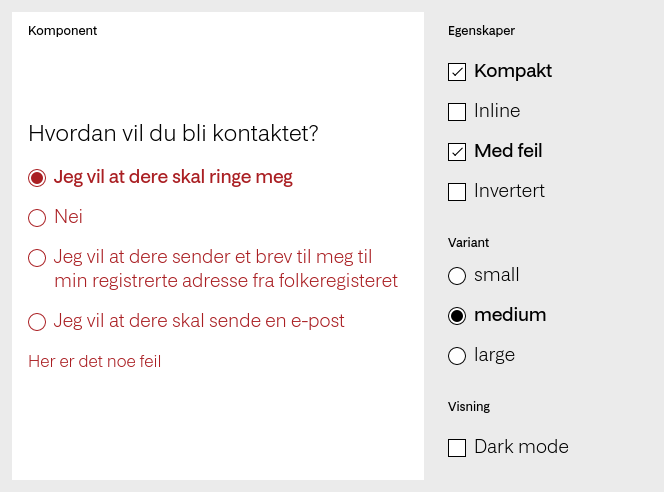 Komponent
Hvordan vil du bli kontaktet?
Jeg vil at dere skal ringe meg
Nei
Jeg vil at dere sender et brev til meg til
min registrerte adresse fra folkeregisteret
Jeg vil at dere skal sende en e-post
Her er det noe feil
Egenskaper
Kompakt
Inline
Med feil
Invertert
Variant
small
medium
large
Visning
Dark mode